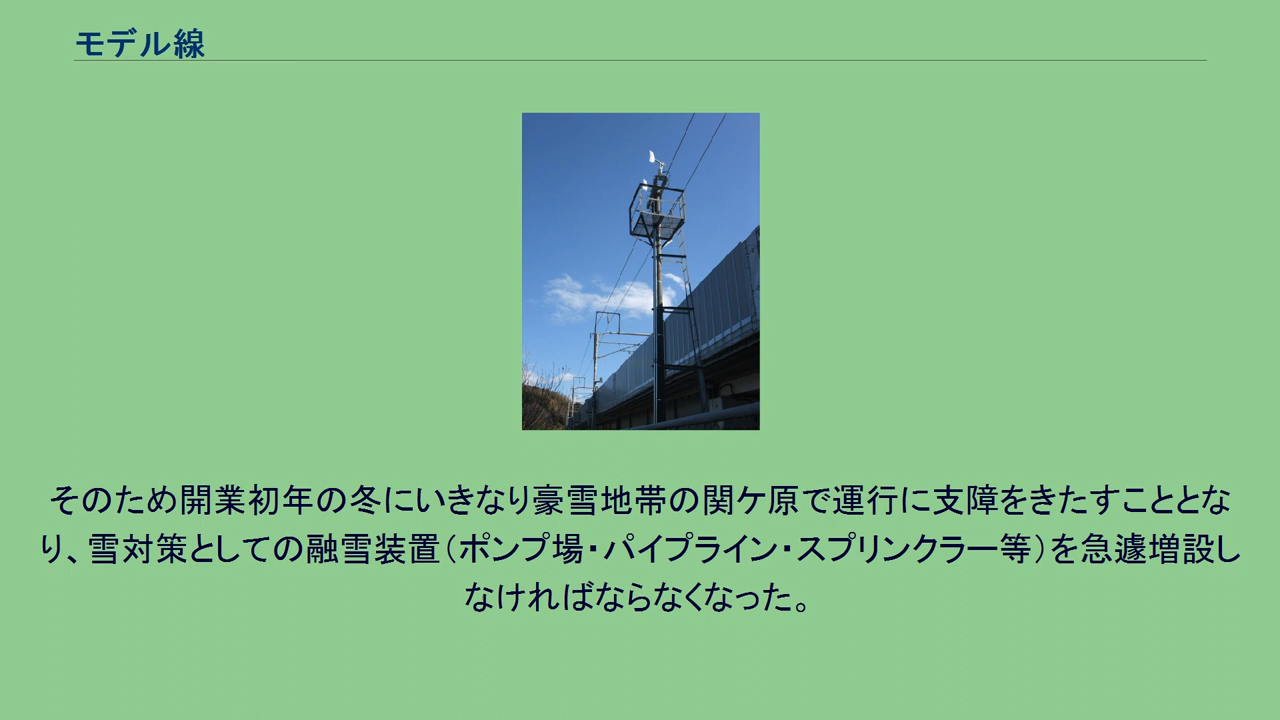 モデル線
そのため開業初年の冬にいきなり豪雪地帯の関ケ原で運行に支障をきたすこととな
り、雪対策としての融雪装置（ポンプ場・パイプライン・スプリンクラー等）を急遽増設し
なければならなくなった。